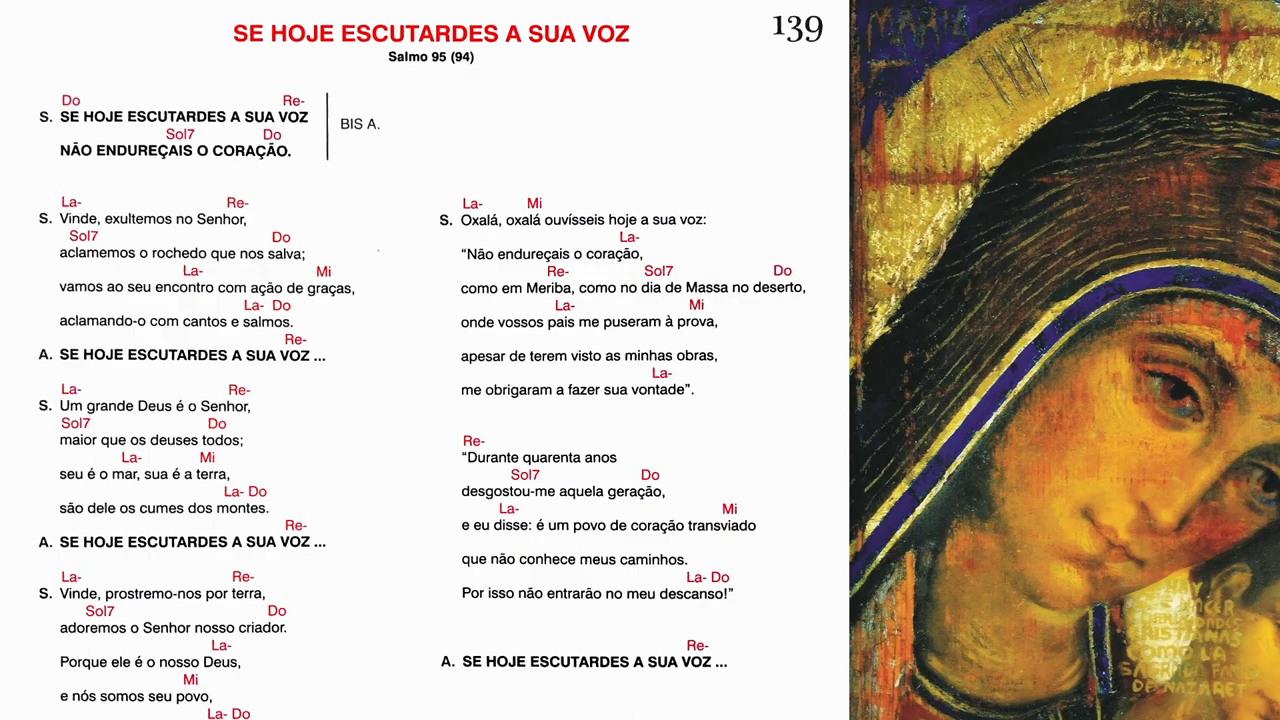 SE HOJE ESCUTARDES A SUA VOZ
139
Salmo 95 (94)
Do Re-
S. SE HOJE ESCUTARDES A SUA VOZ
Sol7 Do
NÃO ENDUREÇAIS O CORAÇÃO.
BIS A.
La- Re-
S. Vinde, exultemos no Senhor,
Sol7 Do
aclamemos o rochedo que nos salva;
La- Mi
vamos ao seu encontro com ação de graças,
La- Do
aclamando-o com cantos e salmos.
Re-
A. SE HOJE ESCUTARDES A SUA VOZ ...
La- Re-
S. Um grande Deus é o Senhor,
Sol7 Do
maior que os deuses todos;
La- Mi
seu é o mar, sua é a terra,
La- Do
são dele os cumes dos montes.
Re-
A. SE HOJE ESCUTARDES A SUA VOZ ...
La- Re-
S. Vinde, prostremo-nos por terra,
Sol7 Do
adoremos o Senhor nosso criador.
La-
Porque ele é o nosso Deus,
Mi
e nós somos seu povo,
La- Do
La- Mi
S. Oxalá, oxalá ouvísseis hoje a sua voz:
La-
“Não endureçais o coração,
Re- Sol7 Do
como em Meriba, como no dia de Massa no deserto,
La- Mi
onde vossos pais me puseram à prova,
apesar de terem visto as minhas obras,
La-
me obrigaram a fazer sua vontade”.
Re-
“Durante quarenta anos
Sol7 Do
desgostou-me aquela geração,
La- Mi
e eu disse: é um povo de coração transviado
que não conhece meus caminhos.
La- Do
Por isso não entrarão no meu descanso!”
Re-
A. SE HOJE ESCUTARDES A SUA VOZ ...
MARIA
CRISTIANAS
COMO LA
SAGRADA
DE NAZARET